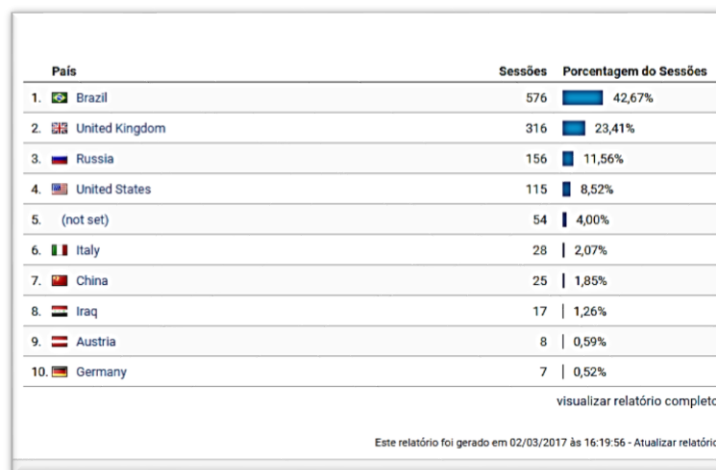 País Sessões Porcentagem do Sessões
1. Brazil 576 42,67%
2. United Kingdom 316 23,41%
3. Russia 156 11,56%
4. United States 115 8,52%
5. (not set) 54 4,00%
6. Italy 28 2,07%
7. China 25 1,85%
8. Iraq 17 1,26%
9. Austria 8 0,59%
10. Germany 7 0,52%
visualizar relatório completo
Este relatório foi gerado em 02/03/2017 às 16:19:56 - Atualizar relatório